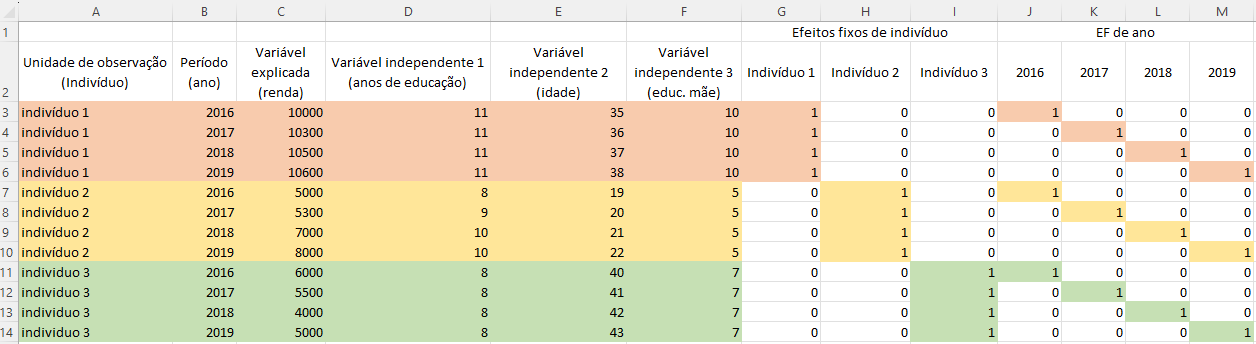 A B C D E F G H I J K L M
1 Efeitos fixos de indivíduo EF de ano
2 Unidade de observação (Indivíduo) Período (ano) Variável explicada (renda) Variável independente 1 (anos de educação) Variável independente 2 (idade) Variável independente 3 (educ. mãe) Indivíduo 1 Indivíduo 2 Indivíduo 3 2016 2017 2018 2019
3 indivíduo 1 2016 10000 11 35 10 1 0 0 1 0 0 0
4 indivíduo 1 2017 10300 11 36 10 1 0 0 0 1 0 0
5 indivíduo 1 2018 10500 11 37 10 1 0 0 0 0 1 0
6 indivíduo 1 2019 10600 11 38 10 1 0 0 0 0 0 1
7 indivíduo 2 2016 5000 8 19 5 0 1 0 1 0 0 0
8 indivíduo 2 2017 5300 9 20 5 0 1 0 0 1 0 0
9 indivíduo 2 2018 7000 10 21 5 0 1 0 0 0 1 0
10 indivíduo 2 2019 8000 10 22 5 0 1 0 0 0 0 1
11 individuo 3 2016 6000 8 40 7 0 0 1 1 0 0 0
12 individuo 3 2017 5500 8 41 7 0 0 1 0 1 0 0
13 individuo 3 2018 4000 8 42 7 0 0 1 0 0 1 0
14 individuo 3 2019 5000 8 43 7 0 0 1 0 0 0 1